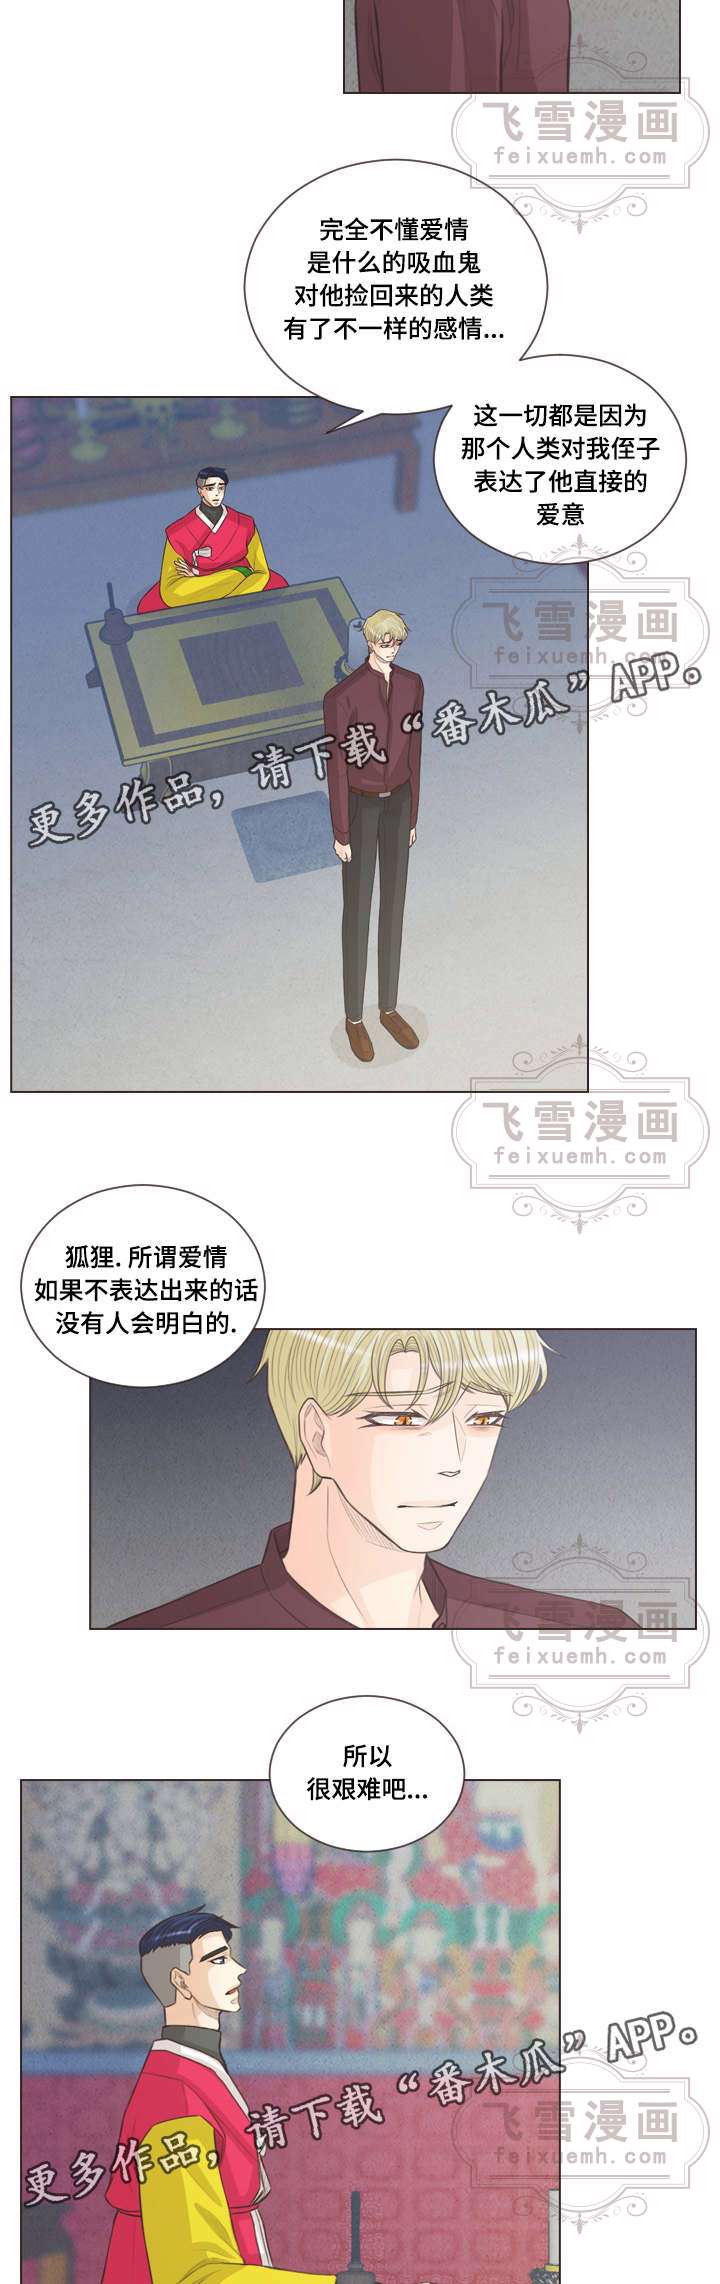 飞雪漫画
feixuemh.com
完全不懂爱情
是什么的吸血鬼
对他捡回来的人类
有了不一样的感情...
这一切都是因为
那个人类对我侄子
表达了他直接的
爱意
飞雪漫画
feixuemh.com
更多作品，请下载“番木瓜”APP。
飞雪漫画
feixuemh.com
狐狸. 所谓爱情
如果不表达出来的话
没有人会明白的.
飞雪漫画
feixuemh.com
所以
很艰难吧...
更多作品，请下载“番木瓜”APP。
飞雪漫画
feixuemh.com